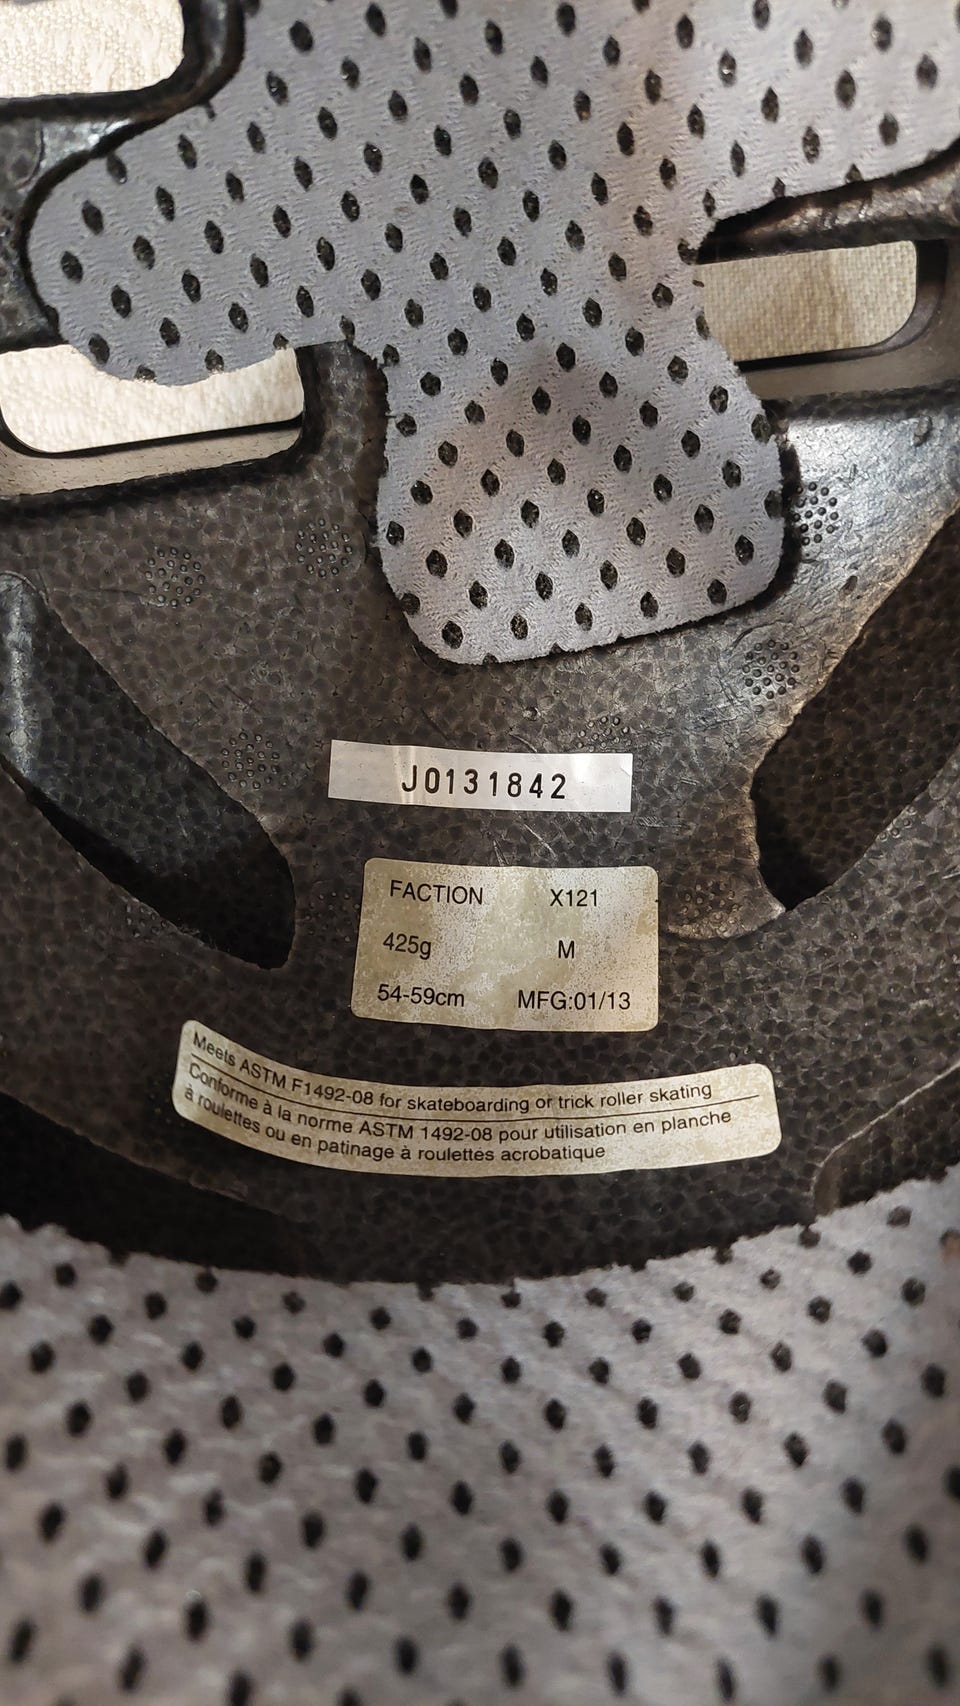 J0131842
FACTION X121
425g M
54-59cm MFG:01/13
Meets ASTM F1492-08 for skateboarding or trick roller skating
Conforme à la norme ASTM 1492-08 pour utilisation en planche
à roulettes ou en patinage à roulettes acrobatique